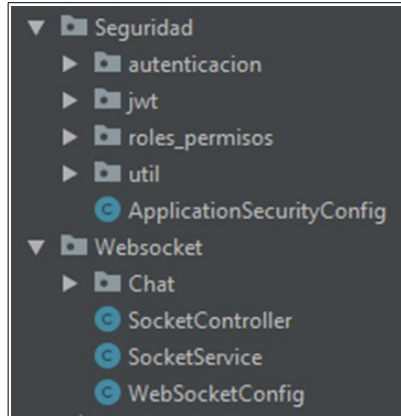 Seguridad
autenticacion
jwt
roles_permisos
util
ApplicationSecurityConfig
Websocket
Chat
SocketController
SocketService
WebSocketConfig